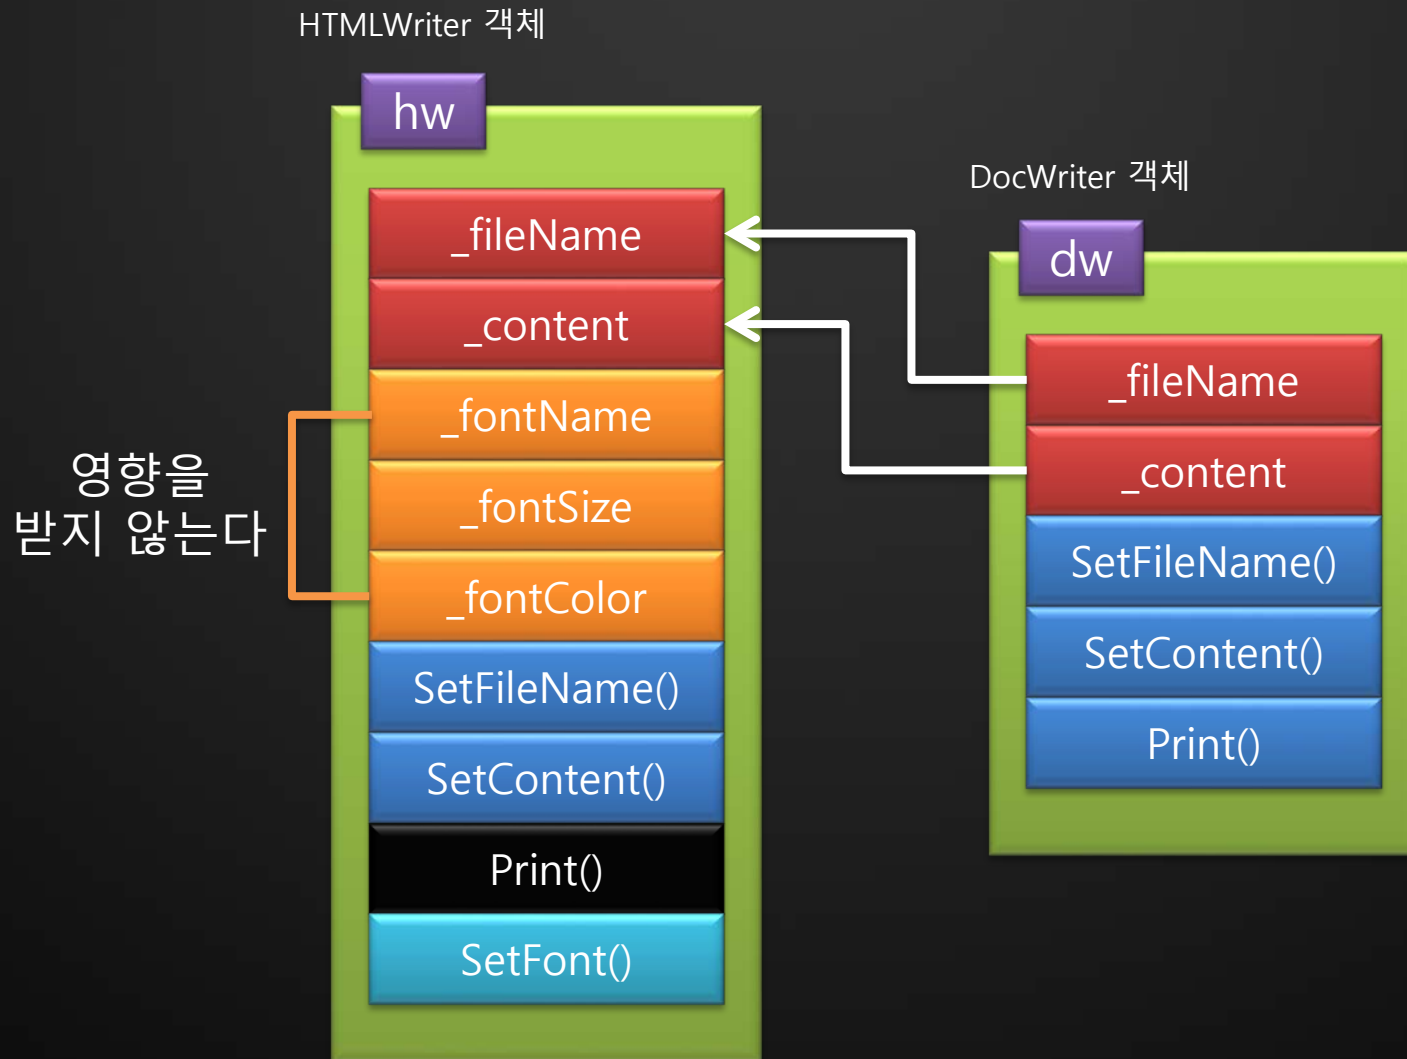 HTMLWriter 객체
hw
_fileName
_content
_fontName
_fontSize
_fontColor
SetFileName()
SetContent()
Print()
SetFont()
영향을
받지 않는다
DocWriter 객체
dw
_fileName
_content
SetFileName()
SetContent()
Print()